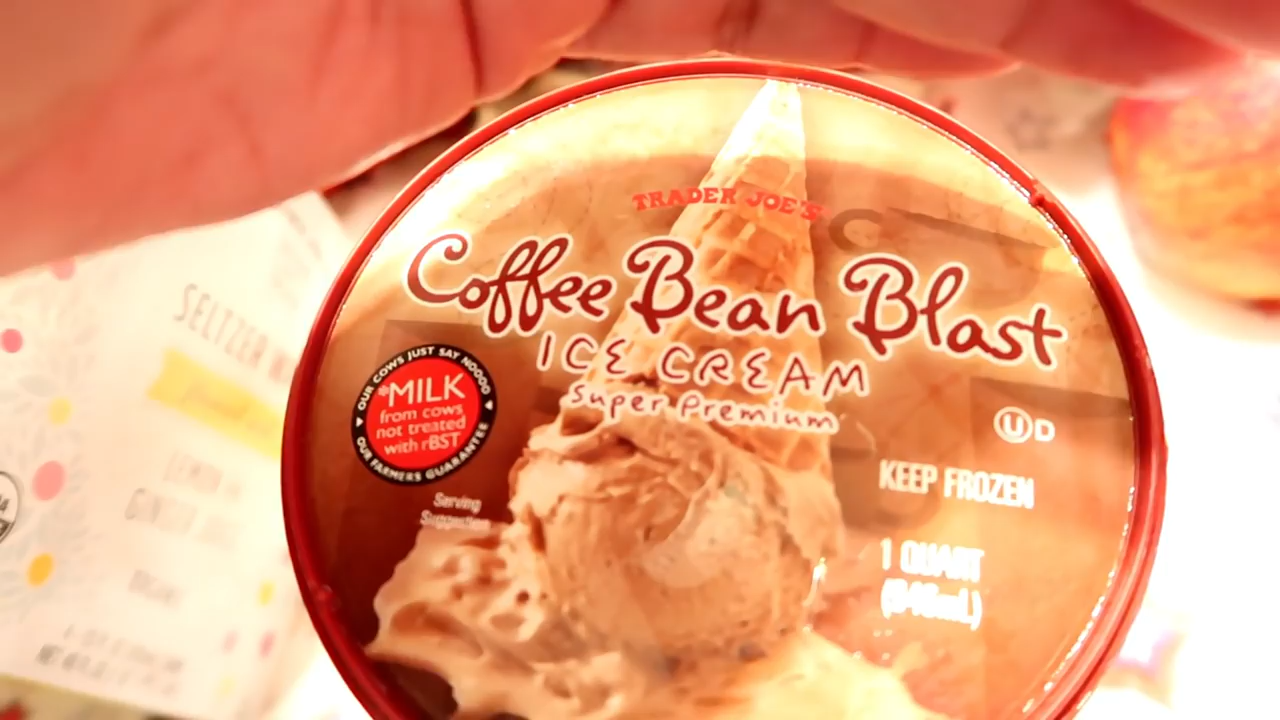 TRADER JOE'S
Coffee Bean Blast
ICE CREAM
Super Premium
OUR COWS JUST SAY NOOOO
*MILK
from cows
not treated
with rBST
OUR FARMERS GUARANTEE
Serving
Suggestion
U D
KEEP FROZEN
1 QUART
(946mL)
SELTZER